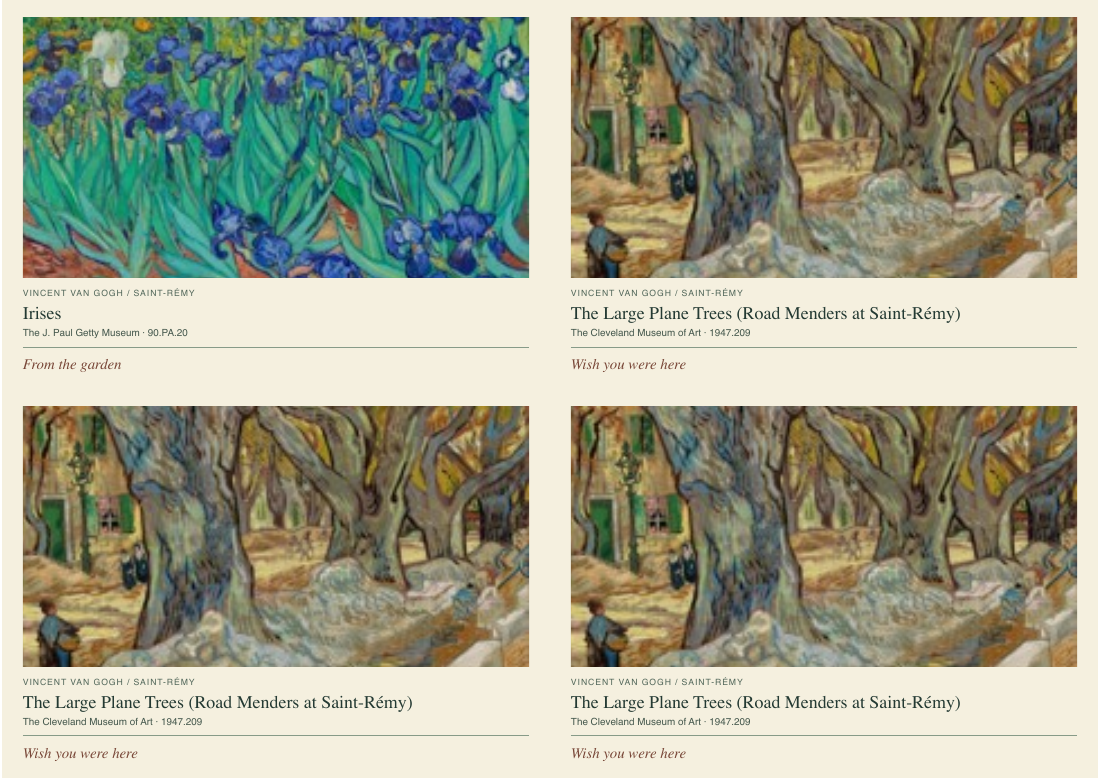 VINCENT VAN GOGH / SAINT-RÉMY
Irises
The J. Paul Getty Museum · 90.PA.20
From the garden
VINCENT VAN GOGH / SAINT-RÉMY
The Large Plane Trees (Road Menders at Saint-Rémy)
The Cleveland Museum of Art · 1947.209
Wish you were here
VINCENT VAN GOGH / SAINT-RÉMY
The Large Plane Trees (Road Menders at Saint-Rémy)
The Cleveland Museum of Art · 1947.209
Wish you were here
VINCENT VAN GOGH / SAINT-RÉMY
The Large Plane Trees (Road Menders at Saint-Rémy)
The Cleveland Museum of Art · 1947.209
Wish you were here